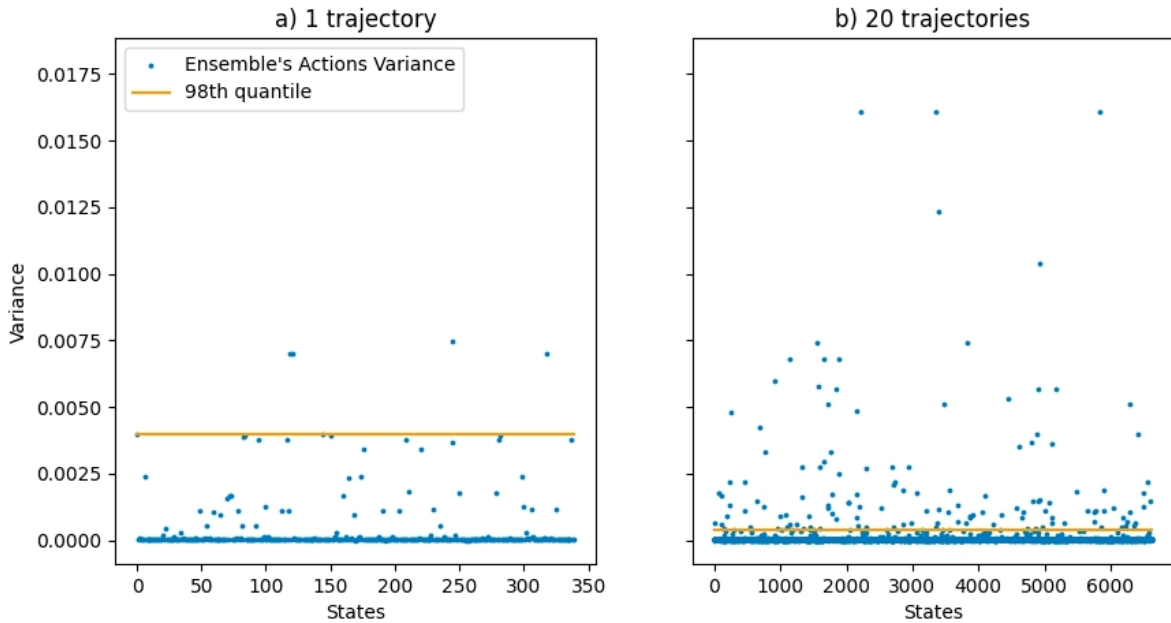 a) 1 trajectory
b) 20 trajectories
Ensemble's Actions Variance
98th quantile
Variance
0.0175
0.0150
0.0125
0.0100
0.0075
0.0050
0.0025
0.0000
0 50 100 150 200 250 300 350
0 1000 2000 3000 4000 5000 6000
States
States